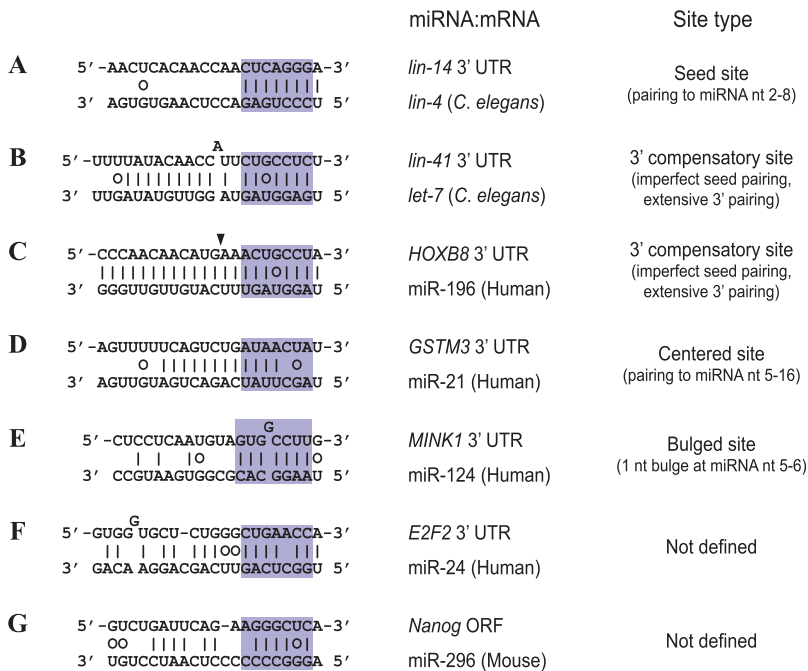 miRNA:mRNA Site type
A 5’-AACUCACAACCAACUCAGGGA-3’ lin-14 3’ UTR Seed site
(pairing to miRNA nt 2-8)
3’ AGUGUGAACUCCAGAGUCCCU 5’ lin-4 (C. elegans)
A
B 5’-UUUUAUACAACC UUCUGCCUCU-3’ lin-41 3’ UTR 3’ compensatory site
(imperfect seed pairing,
3’ UUGAUAUGUUGG AUGAUGGAGU 5’ let-7 (C. elegans) extensive 3’ pairing)
C 5’-CCCAACAACAUGAAACUGCCUA-3’ HOXB8 3’ UTR 3’ compensatory site
(imperfect seed pairing,
3’ GGGUUGUUGUACUUUGAUGGAU 5’ miR-196 (Human) extensive 3’ pairing)
D 5’-AGUUUUUCAGUCUGAUAACUAU-3’ GSTM3 3’ UTR Centered site
(pairing to miRNA nt 5-16)
3’ AGUUGUAGUCAGACUAUUCGAU 5’ miR-21 (Human)
G
E 5’-CUCCUCAAUGUAGUG CCUUG-3’ MINK1 3’ UTR Bulged site
(1 nt bulge at miRNA nt 5-6)
3’ CCGUAAGUGGCGCAC GGAAU 5’ miR-124 (Human)
G
F 5’-GUGG UGCU-CUGGGCUGAACCA-3’ E2F2 3’ UTR Not defined
3’ GACA AGGACGACUUGACUCGGU 5’ miR-24 (Human)
G 5’-GUCUGAUUCAG-AAGGGCUCA-3’ Nanog ORF Not defined
3’ UGUCCUAACUCCCCCCCGGGA 5’ miR-296 (Mouse)